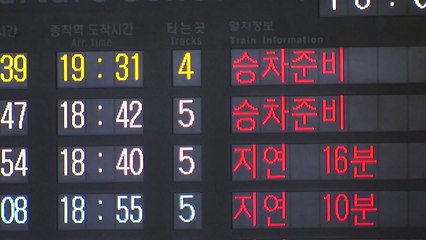 시간 종착역 도착시간 타는곳 열차정보
Arr. Time Tracks Train Information
39 19:31 4 승차준비
47 18:42 5 승차준비
54 18:40 5 지연 16분
08 18:55 5 지연 10분